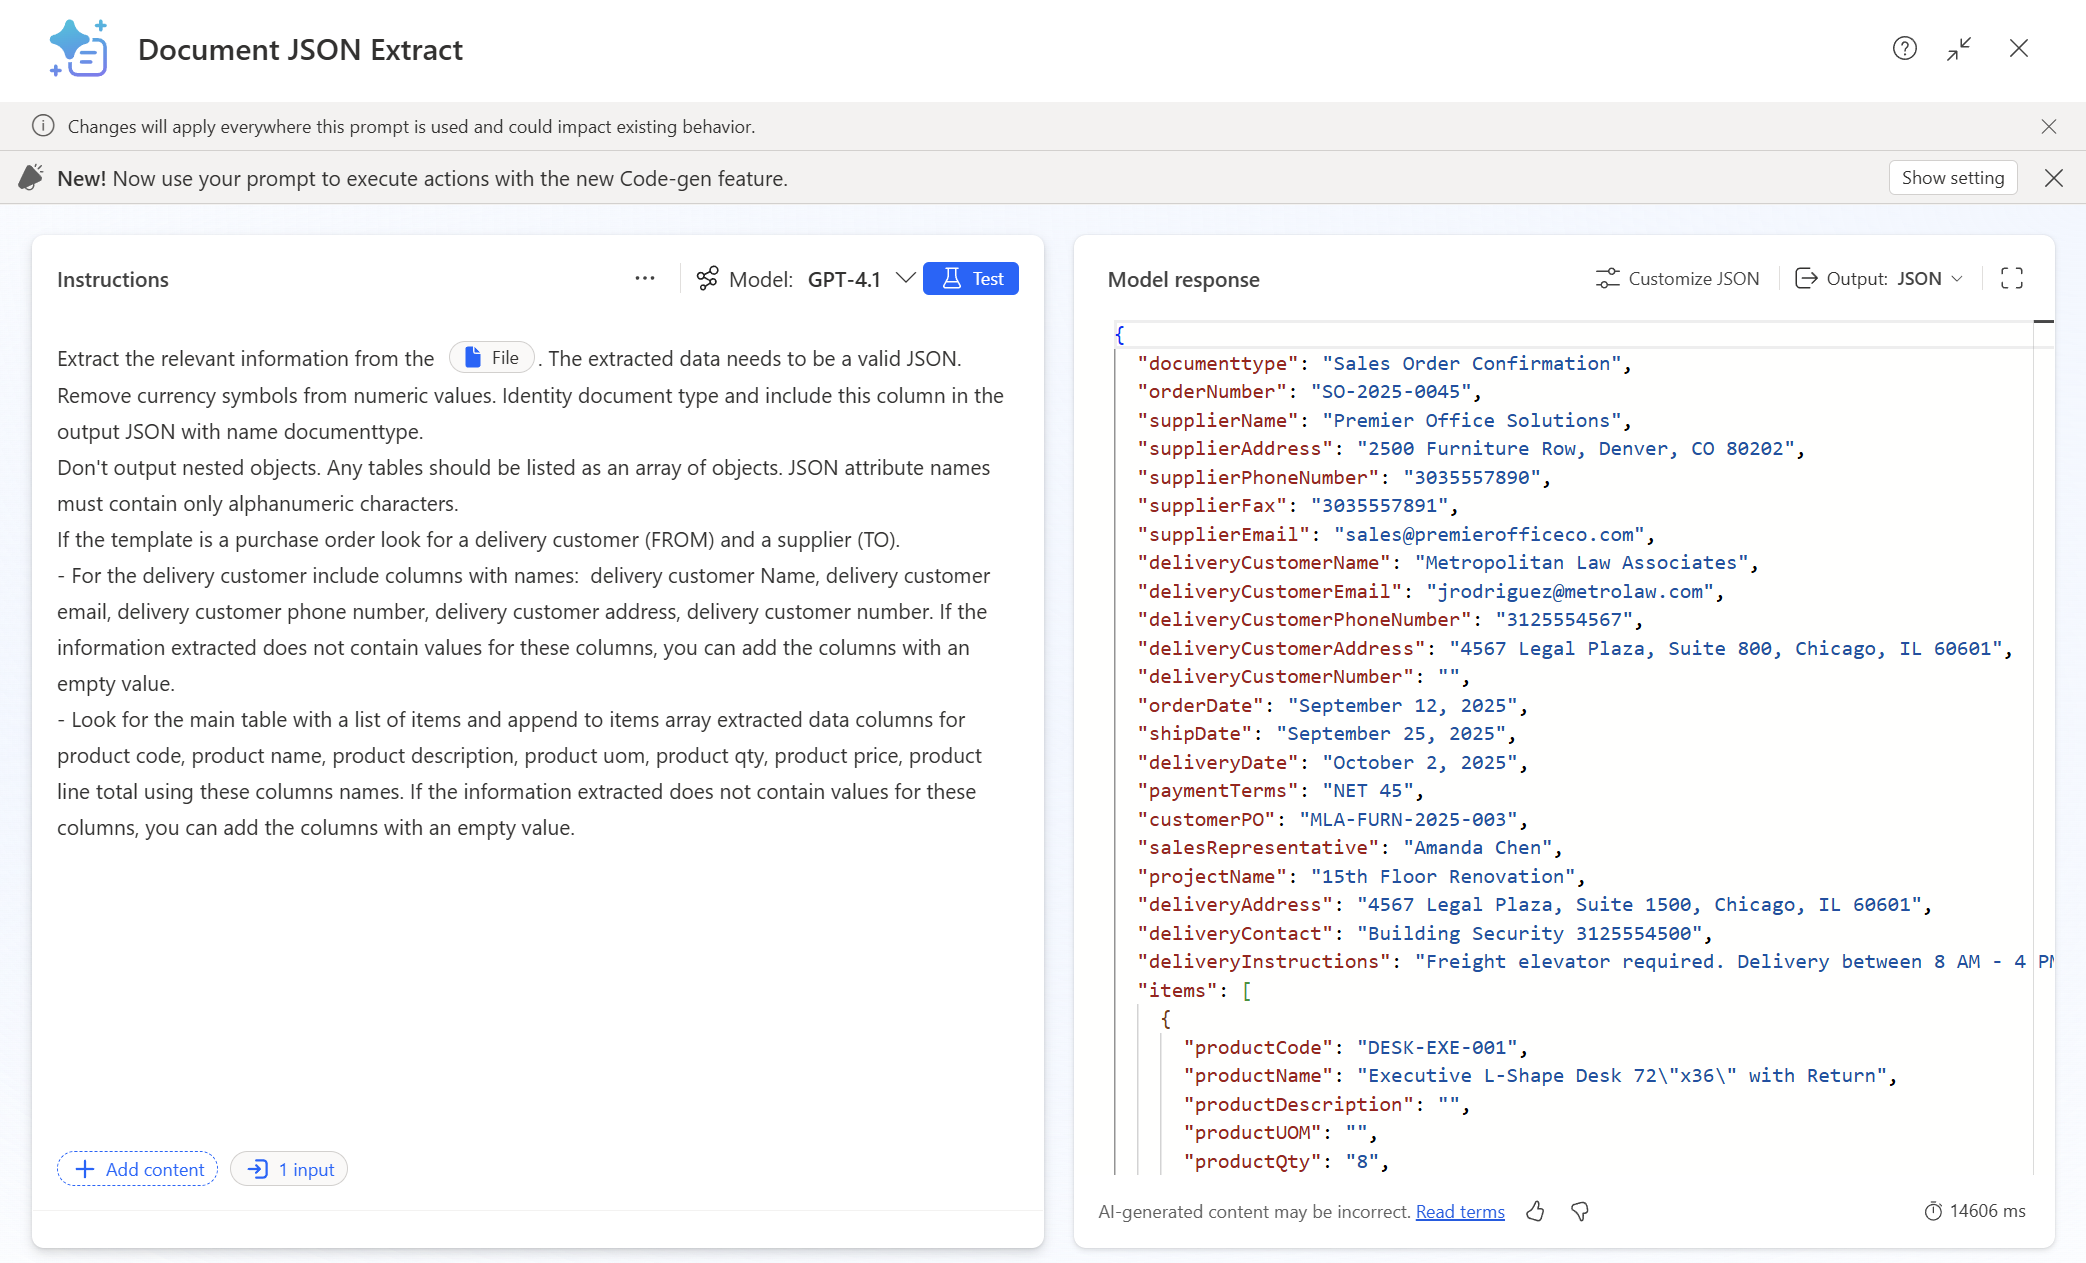 Document JSON Extract
Changes will apply everywhere this prompt is used and could impact existing behavior.
New! Now use your prompt to execute actions with the new Code-gen feature.
Show setting
Instructions
Model: GPT-4.1
Test
Extract the relevant information from the File . The extracted data needs to be a valid JSON.
Remove currency symbols from numeric values. Identity document type and include this column in the
output JSON with name documenttype.
Don't output nested objects. Any tables should be listed as an array of objects. JSON attribute names
must contain only alphanumeric characters.
If the template is a purchase order look for a delivery customer (FROM) and a supplier (TO).
- For the delivery customer include columns with names:  delivery customer Name, delivery customer
email, delivery customer phone number, delivery customer address, delivery customer number. If the
information extracted does not contain values for these columns, you can add the columns with an
empty value.
- Look for the main table with a list of items and append to items array extracted data columns for
product code, product name, product description, product uom, product qty, product price, product
line total using these columns names. If the information extracted does not contain values for these
columns, you can add the columns with an empty value.
Add content
1 input
Model response
Customize JSON
Output: JSON
{
"documenttype": "Sales Order Confirmation",
"orderNumber": "SO-2025-0045",
"supplierName": "Premier Office Solutions",
"supplierAddress": "2500 Furniture Row, Denver, CO 80202",
"supplierPhoneNumber": "3035557890",
"supplierFax": "3035557891",
"supplierEmail": "sales@premierofficeco.com",
"deliveryCustomerName": "Metropolitan Law Associates",
"deliveryCustomerEmail": "jrodriguez@metrolaw.com",
"deliveryCustomerPhoneNumber": "3125554567",
"deliveryCustomerAddress": "4567 Legal Plaza, Suite 800, Chicago, IL 60601",
"deliveryCustomerNumber": "",
"orderDate": "September 12, 2025",
"shipDate": "September 25, 2025",
"deliveryDate": "October 2, 2025",
"paymentTerms": "NET 45",
"customerPO": "MLA-FURN-2025-003",
"salesRepresentative": "Amanda Chen",
"projectName": "15th Floor Renovation",
"deliveryAddress": "4567 Legal Plaza, Suite 1500, Chicago, IL 60601",
"deliveryContact": "Building Security 3125554500",
"deliveryInstructions": "Freight elevator required. Delivery between 8 AM - 4 PM
"items": [
{
"productCode": "DESK-EXE-001",
"productName": "Executive L-Shape Desk 72\"x36\" with Return",
"productDescription": "",
"productUOM": "",
"productQty": "8",
AI-generated content may be incorrect. Read terms
14606 ms